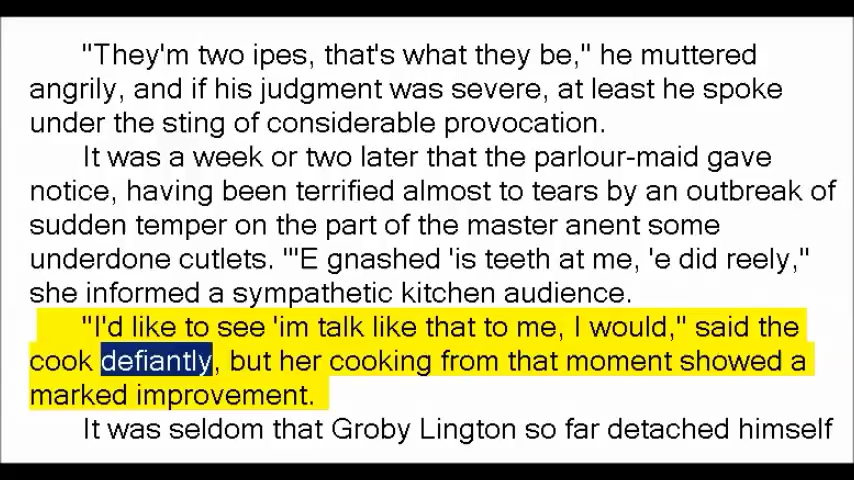 "They'm two ipes, that's what they be," he muttered
angrily, and if his judgment was severe, at least he spoke
under the sting of considerable provocation.
It was a week or two later that the parlour-maid gave
notice, having been terrified almost to tears by an outbreak of
sudden temper on the part of the master anent some
underdone cutlets. "'E gnashed 'is teeth at me, 'e did reely,"
she informed a sympathetic kitchen audience.
"I'd like to see 'im talk like that to me, I would," said the
cook defiantly, but her cooking from that moment showed a
marked improvement.
It was seldom that Groby Lington so far detached himself